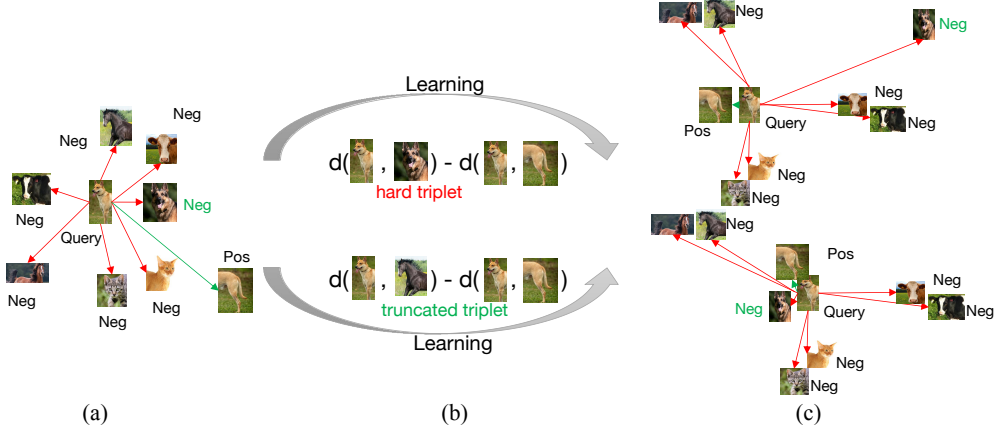 Neg
Neg
Neg
Neg
Neg
Query
Pos
Neg
Neg
Neg
(a)
Learning
d( , ) - d( , )
hard triplet
d( , ) - d( , )
truncated triplet
Learning
(b)
Neg
Neg
Neg
Pos
Query
Neg
Neg
Neg
Neg
Pos
Neg
Neg
Query
Neg
Neg
Neg
(c)